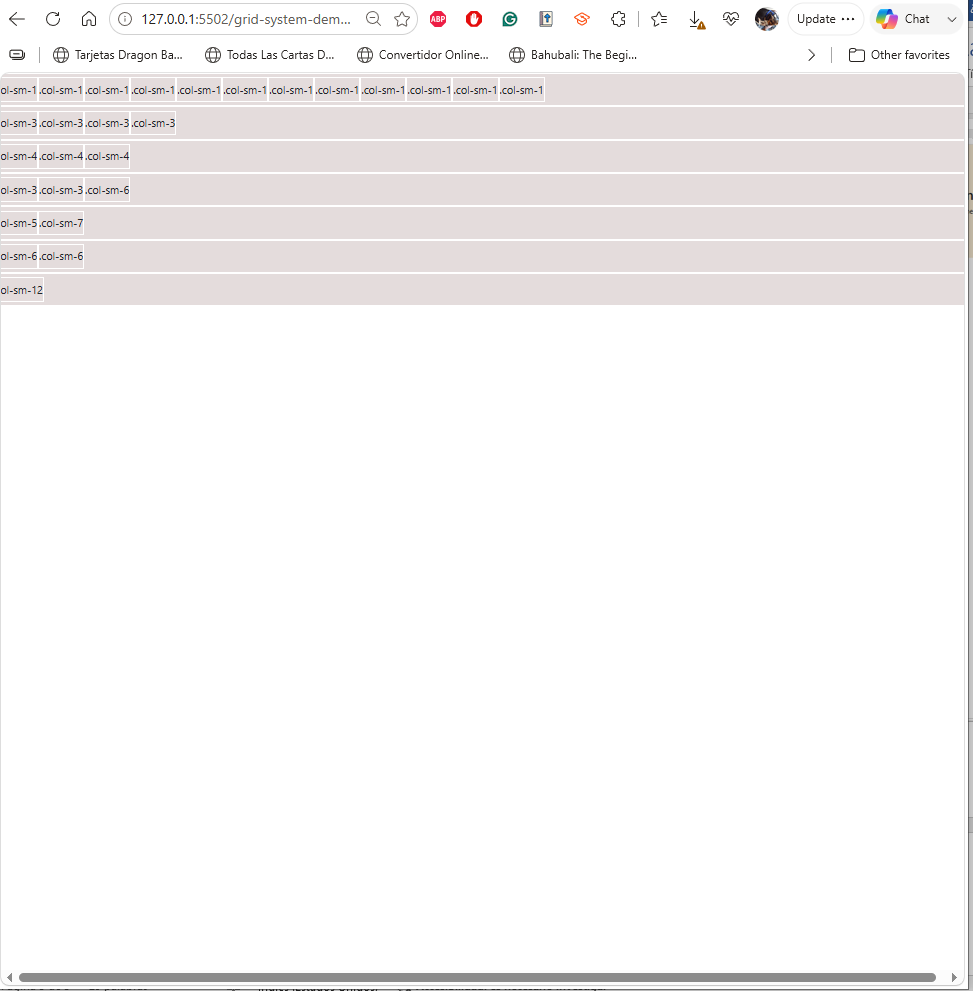 127.0.0.1:5502/grid-system-dem... ABP Update Chat
Tarjetas Dragon Ba... Todas Las Cartas D... Convertidor Online... Bahubali: The Begi... Other favorites
ol-sm-1 .col-sm-1 .col-sm-1 .col-sm-1 .col-sm-1 .col-sm-1 .col-sm-1 .col-sm-1 .col-sm-1 .col-sm-1 .col-sm-1 .col-sm-1
ol-sm-3 .col-sm-3 .col-sm-3 .col-sm-3
ol-sm-4 .col-sm-4 .col-sm-4
ol-sm-3 .col-sm-3 .col-sm-6
ol-sm-5 .col-sm-7
ol-sm-6 .col-sm-6
ol-sm-12